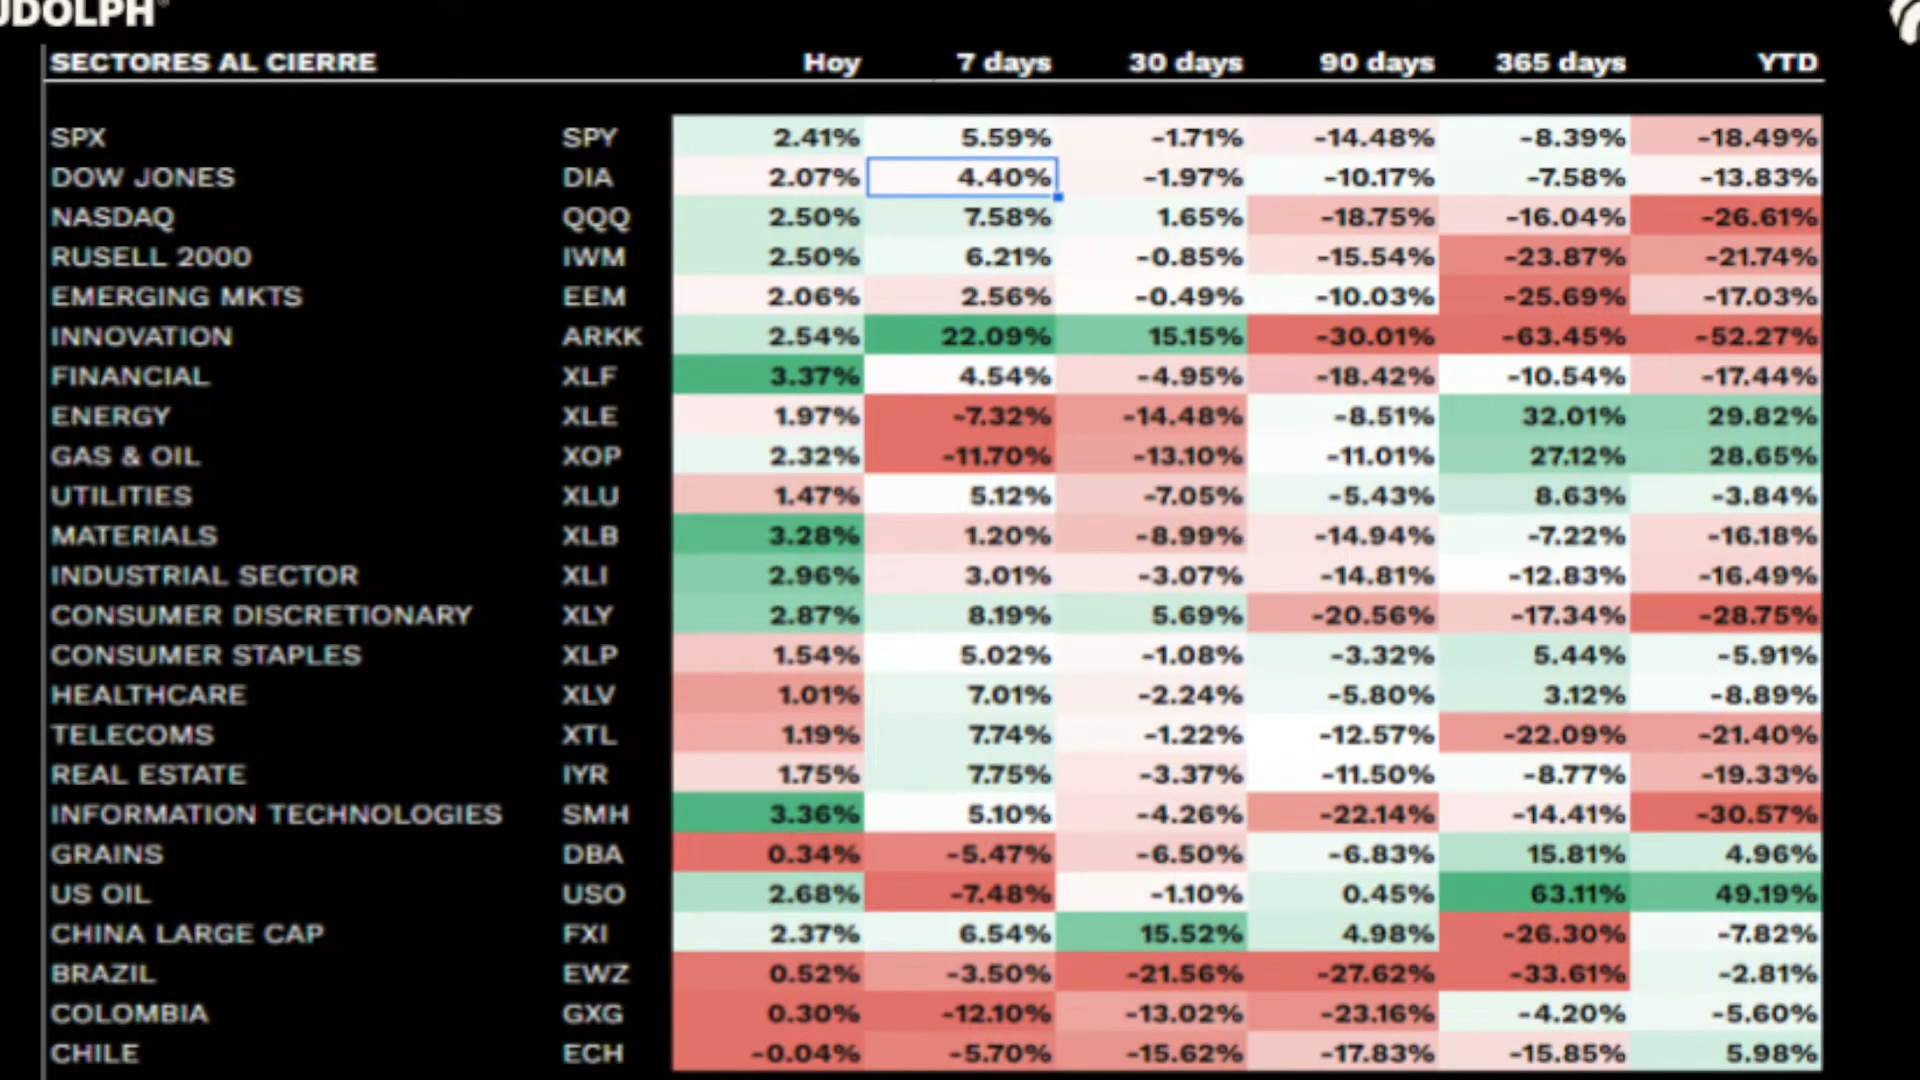 UDOLPH®
SECTORES AL CIERRE Hoy 7 days 30 days 90 days 365 days YTD
SPX SPY 2.41% 5.59% -1.71% -14.48% -8.39% -18.49%
DOW JONES DIA 2.07% 4.40% -1.97% -10.17% -7.58% -13.83%
NASDAQ QQQ 2.50% 7.58% 1.65% -18.75% -16.04% -26.61%
RUSELL 2000 IWM 2.50% 6.21% -0.85% -15.54% -23.87% -21.74%
EMERGING MKTS EEM 2.06% 2.56% -0.49% -10.03% -25.69% -17.03%
INNOVATION ARKK 2.54% 22.09% 15.15% -30.01% -63.45% -52.27%
FINANCIAL XLF 3.37% 4.54% -4.95% -18.42% -10.54% -17.44%
ENERGY XLE 1.97% -7.32% -14.48% -8.51% 32.01% 29.82%
GAS & OIL XOP 2.32% -11.70% -13.10% -11.01% 27.12% 28.65%
UTILITIES XLU 1.47% 5.12% -7.05% -5.43% 8.63% -3.84%
MATERIALS XLB 3.28% 1.20% -8.99% -14.94% -7.22% -16.18%
INDUSTRIAL SECTOR XLI 2.96% 3.01% -3.07% -14.81% -12.83% -16.49%
CONSUMER DISCRETIONARY XLY 2.87% 8.19% 5.69% -20.56% -17.34% -28.75%
CONSUMER STAPLES XLP 1.54% 5.02% -1.08% -3.32% 5.44% -5.91%
HEALTHCARE XLV 1.01% 7.01% -2.24% -5.80% 3.12% -8.89%
TELECOMS XTL 1.19% 7.74% -1.22% -12.57% -22.09% -21.40%
REAL ESTATE IYR 1.75% 7.75% -3.37% -11.50% -8.77% -19.33%
INFORMATION TECHNOLOGIES SMH 3.36% 5.10% -4.26% -22.14% -14.41% -30.57%
GRAINS DBA 0.34% -5.47% -6.50% -6.83% 15.81% 4.96%
US OIL USO 2.68% -7.48% -1.10% 0.45% 63.11% 49.19%
CHINA LARGE CAP FXI 2.37% 6.54% 15.52% 4.98% -26.30% -7.82%
BRAZIL EWZ 0.52% -3.50% -21.56% -27.62% -33.61% -2.81%
COLOMBIA GXG 0.30% -12.10% -13.02% -23.16% -4.20% -5.60%
CHILE ECH -0.04% -5.70% -15.62% -17.83% -15.85% 5.98%